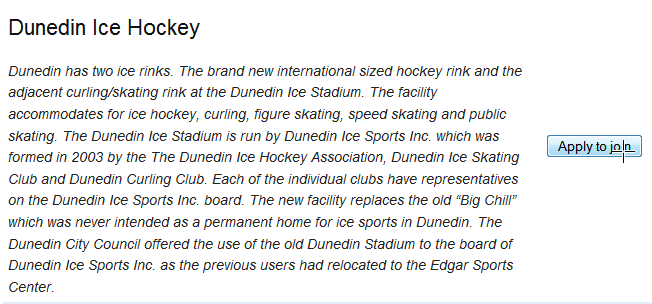 Dunedin Ice Hockey
Dunedin has two ice rinks. The brand new international sized hockey rink and the
adjacent curling/skating rink at the Dunedin Ice Stadium. The facility
accommodates for ice hockey, curling, figure skating, speed skating and public
skating. The Dunedin Ice Stadium is run by Dunedin Ice Sports Inc. which was
formed in 2003 by the The Dunedin Ice Hockey Association, Dunedin Ice Skating
Club and Dunedin Curling Club. Each of the individual clubs have representatives
on the Dunedin Ice Sports Inc. board. The new facility replaces the old “Big Chill”
which was never intended as a permanent home for ice sports in Dunedin. The
Dunedin City Council offered the use of the old Dunedin Stadium to the board of
Dunedin Ice Sports Inc. as the previous users had relocated to the Edgar Sports
Center.
Apply to join